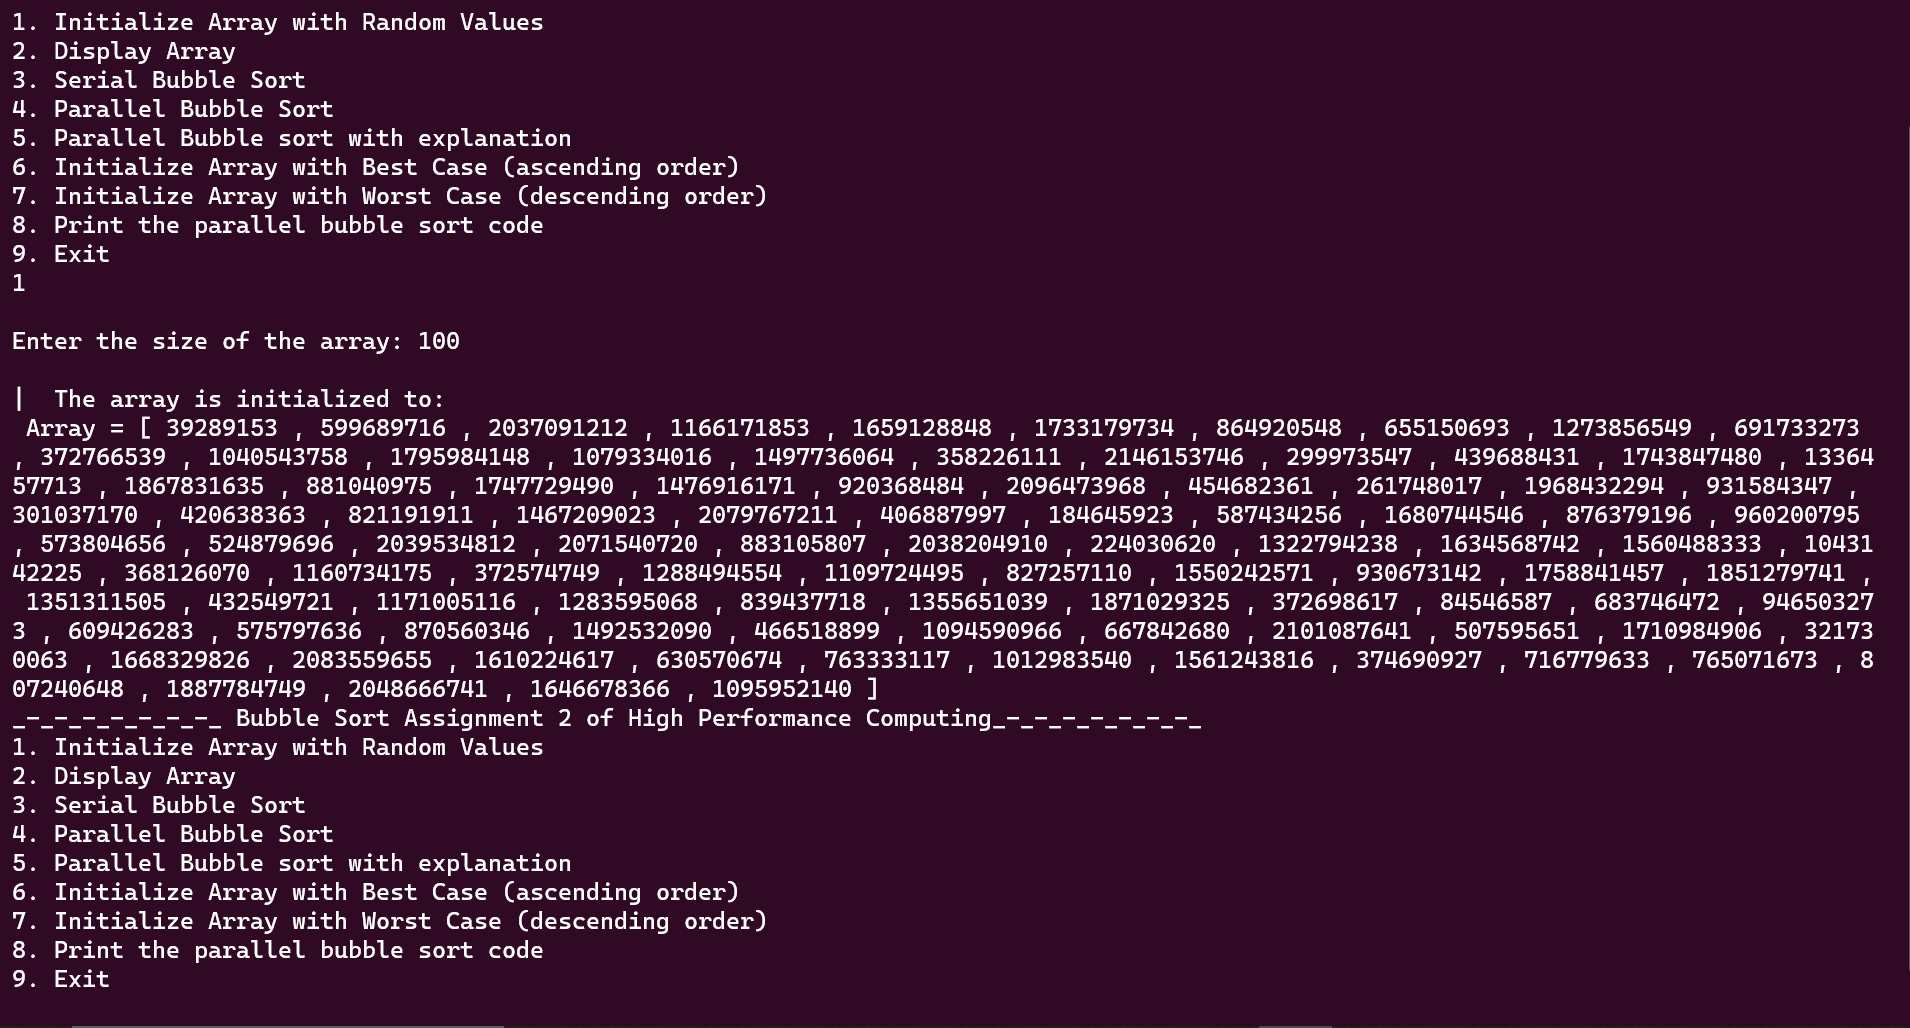 1. Initialize Array with Random Values
2. Display Array
3. Serial Bubble Sort
4. Parallel Bubble Sort
5. Parallel Bubble sort with explanation
6. Initialize Array with Best Case (ascending order)
7. Initialize Array with Worst Case (descending order)
8. Print the parallel bubble sort code
9. Exit
1
Enter the size of the array: 100
|  The array is initialized to:
 Array = [ 39289153 , 599689716 , 2037091212 , 1166171853 , 1659128848 , 1733179734 , 864920548 , 655150693 , 1273856549 , 691733273
, 372766539 , 1040543758 , 1795984148 , 1079334016 , 1497736064 , 358226111 , 2146153746 , 299973547 , 439688431 , 1743847480 , 13364
57713 , 1867831635 , 881040975 , 1747729490 , 1476916171 , 920368484 , 2096473968 , 454682361 , 261748017 , 1968432294 , 931584347 ,
301037170 , 420638363 , 821191911 , 1467209023 , 2079767211 , 406887997 , 184645923 , 587434256 , 1680744546 , 876379196 , 960200795
, 573804656 , 524879696 , 2039534812 , 2071540720 , 883105807 , 2038204910 , 224030620 , 1322794238 , 1634568742 , 1560488333 , 10431
42225 , 368126070 , 1160734175 , 372574749 , 1288494554 , 1109724495 , 827257110 , 1550242571 , 930673142 , 1758841457 , 1851279741 ,
 1351311505 , 432549721 , 1171005116 , 1283595068 , 839437718 , 1355651039 , 1871029325 , 372698617 , 84546587 , 683746472 , 94650327
3 , 609426283 , 575797636 , 870560346 , 1492532090 , 466518899 , 1094590966 , 667842680 , 2101087641 , 507595651 , 1710984906 , 32173
0063 , 1668329826 , 2083559655 , 1610224617 , 630570674 , 763333117 , 1012983540 , 1561243816 , 374690927 , 716779633 , 765071673 , 8
07240648 , 1887784749 , 2048666741 , 1646678366 , 1095952140 ]
_-_-_-_-_-_-_-_ Bubble Sort Assignment 2 of High Performance Computing_-_-_-_-_-_-_-_
1. Initialize Array with Random Values
2. Display Array
3. Serial Bubble Sort
4. Parallel Bubble Sort
5. Parallel Bubble sort with explanation
6. Initialize Array with Best Case (ascending order)
7. Initialize Array with Worst Case (descending order)
8. Print the parallel bubble sort code
9. Exit